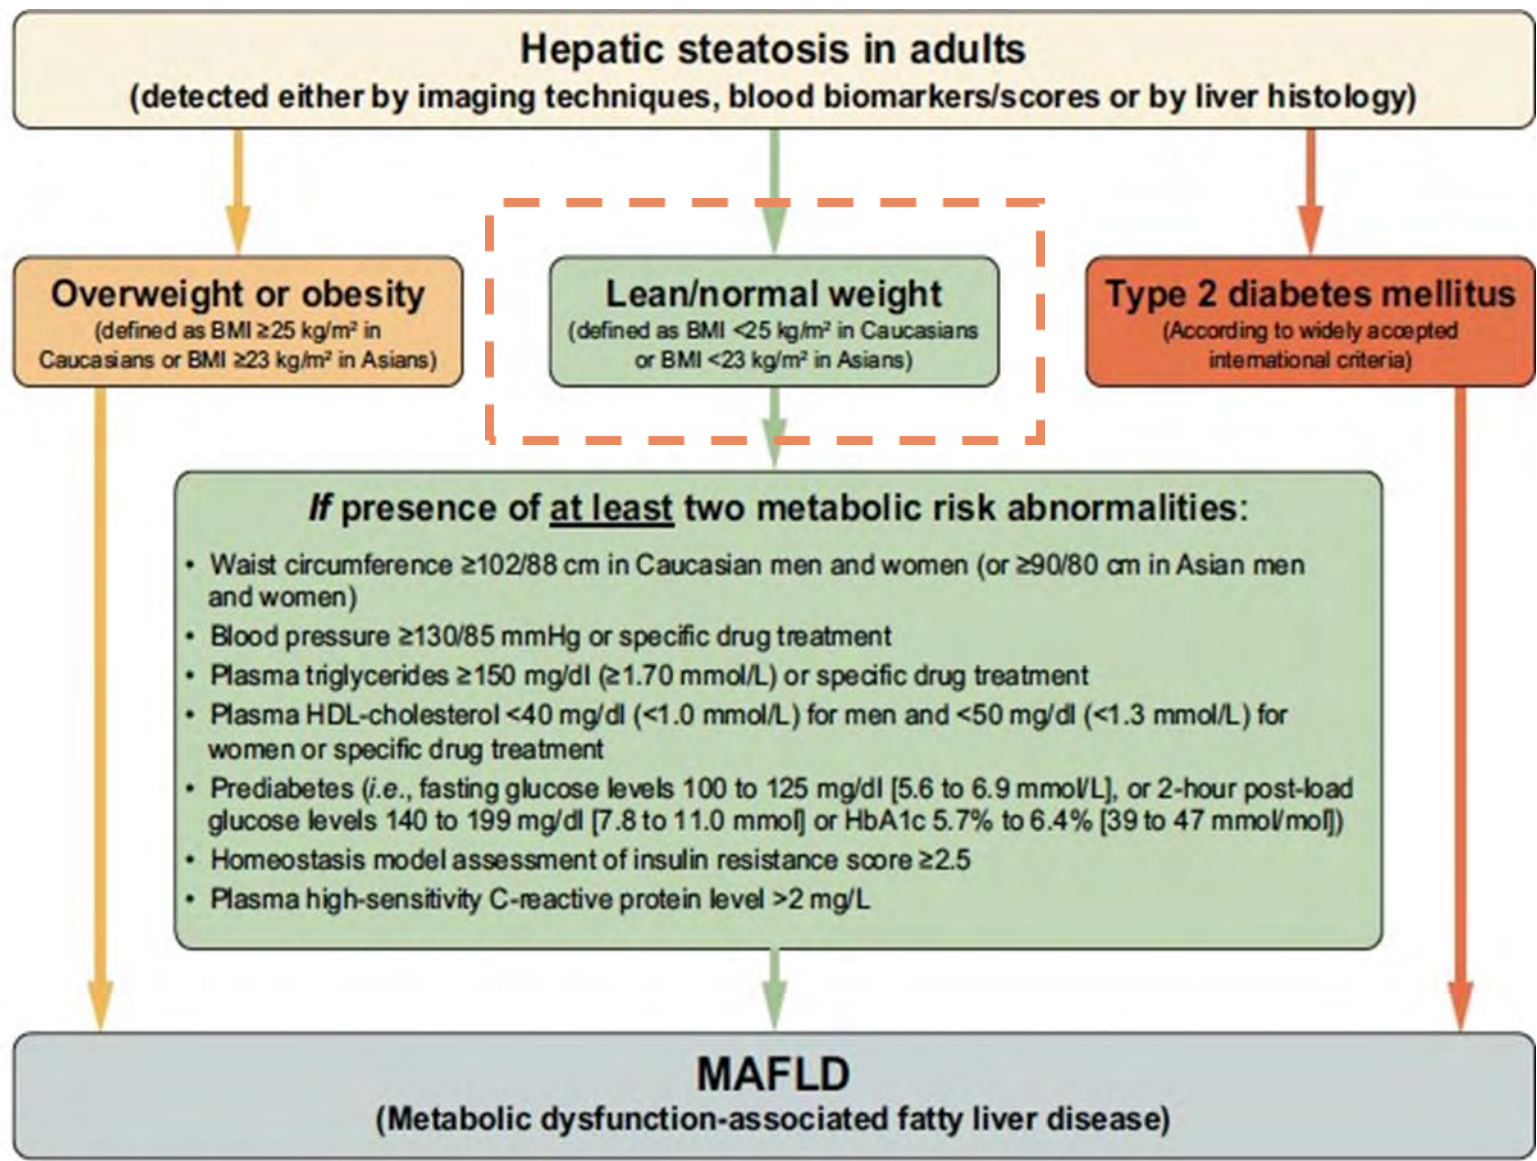 Hepatic steatosis in adults
(detected either by imaging techniques, blood biomarkers/scores or by liver histology)
Overweight or obesity
(defined as BMI ≥25 kg/m² in
Caucasians or BMI ≥23 kg/m² in Asians)
Lean/normal weight
(defined as BMI <25 kg/m² in Caucasians
or BMI <23 kg/m² in Asians)
Type 2 diabetes mellitus
(According to widely accepted
international criteria)
If presence of at least two metabolic risk abnormalities:
• Waist circumference ≥102/88 cm in Caucasian men and women (or ≥90/80 cm in Asian men
and women)
• Blood pressure ≥130/85 mmHg or specific drug treatment
• Plasma triglycerides ≥150 mg/dl (≥1.70 mmol/L) or specific drug treatment
• Plasma HDL-cholesterol <40 mg/dl (<1.0 mmol/L) for men and <50 mg/dl (<1.3 mmol/L) for
women or specific drug treatment
• Prediabetes (i.e., fasting glucose levels 100 to 125 mg/dl [5.6 to 6.9 mmol/L], or 2-hour post-load
glucose levels 140 to 199 mg/dl [7.8 to 11.0 mmol] or HbA1c 5.7% to 6.4% [39 to 47 mmol/mol])
• Homeostasis model assessment of insulin resistance score ≥2.5
• Plasma high-sensitivity C-reactive protein level >2 mg/L
MAFLD
(Metabolic dysfunction-associated fatty liver disease)